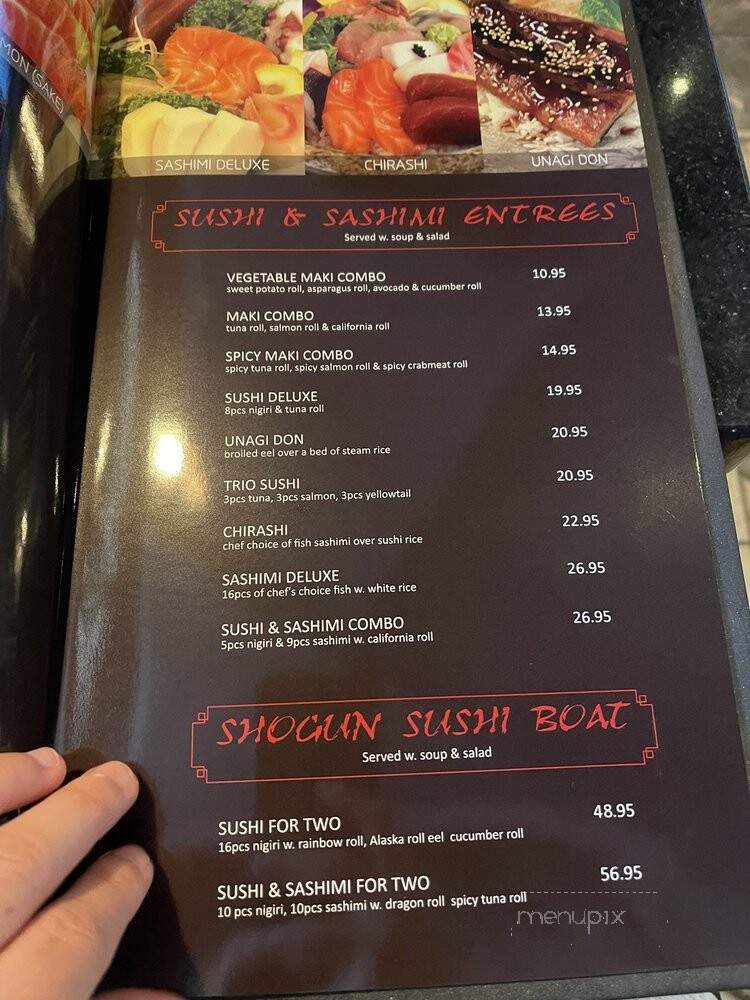 MON (SAKE)
SASHIMI DELUXE
CHIRASHI
UNAGI DON
SUSHI & SASHIMI ENTREES
Served w. soup & salad
VEGETABLE MAKI COMBO 10.95
sweet potato roll, asparagus roll, avocado & cucumber roll
MAKI COMBO 13.95
tuna roll, salmon roll & california roll
SPICY MAKI COMBO 14.95
spicy tuna roll, spicy salmon roll & spicy crabmeat roll
SUSHI DELUXE 19.95
8pcs nigiri & tuna roll
UNAGI DON 20.95
broiled eel over a bed of steam rice
TRIO SUSHI 20.95
3pcs tuna, 3pcs salmon, 3pcs yellowtail
CHIRASHI 22.95
chef choice of fish sashimi over sushi rice
SASHIMI DELUXE 26.95
16pcs of chef's choice fish w. white rice
SUSHI & SASHIMI COMBO 26.95
5pcs nigiri & 9pcs sashimi w. california roll
SHOGUN SUSHI BOAT
Served w. soup & salad
SUSHI FOR TWO 48.95
16pcs nigiri w. rainbow roll, Alaska roll eel cucumber roll
SUSHI & SASHIMI FOR TWO 56.95
10 pcs nigiri, 10pcs sashimi w. dragon roll spicy tuna roll
menupix